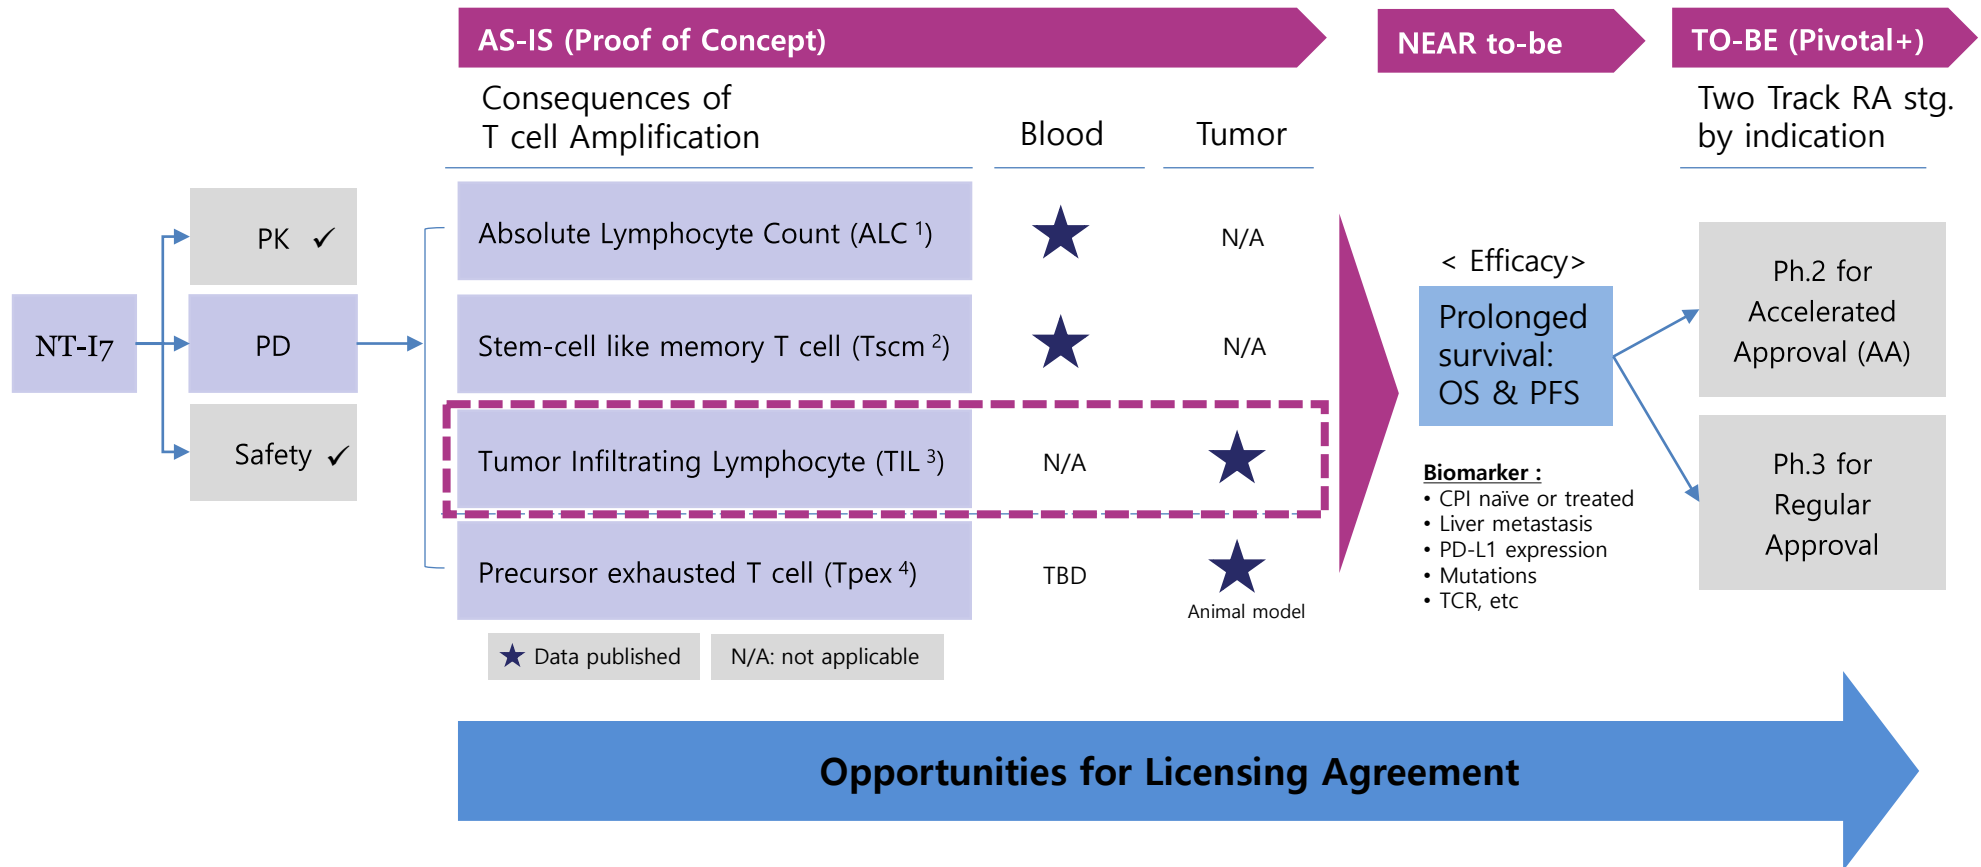 AS-IS (Proof of Concept)
NEAR to-be
TO-BE (Pivotal+)
Consequences of
T cell Amplification
Blood
Tumor
Two Track RA stg.
by indication
NT-I7
PK ✓
PD
Safety ✓
Absolute Lymphocyte Count (ALC ¹)
N/A
Stem-cell like memory T cell (Tscm ²)
N/A
Tumor Infiltrating Lymphocyte (TIL ³)
N/A
Precursor exhausted T cell (Tpex ⁴)
TBD
Animal model
★ Data published
N/A: not applicable
< Efficacy>
Prolonged
survival:
OS & PFS
Biomarker :
• CPI naïve or treated
• Liver metastasis
• PD-L1 expression
• Mutations
• TCR, etc
Ph.2 for
Accelerated
Approval (AA)
Ph.3 for
Regular
Approval
Opportunities for Licensing Agreement